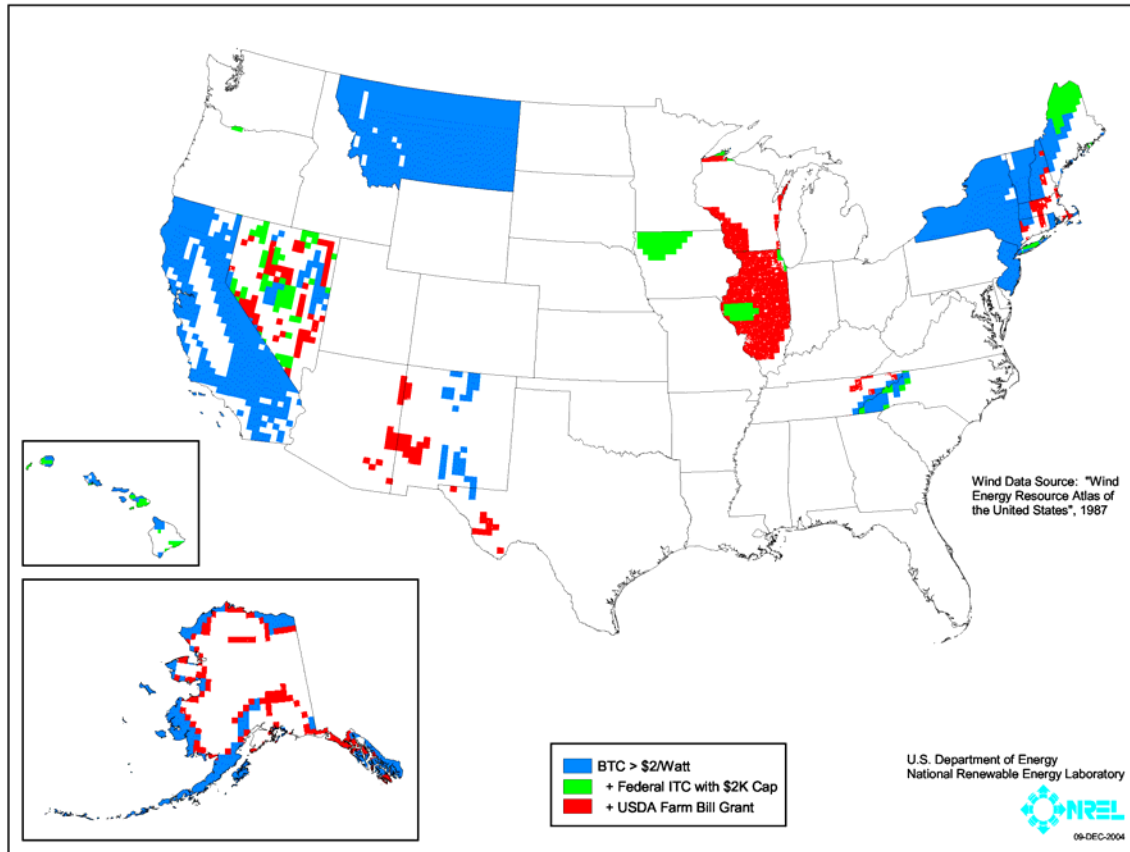 Wind Data Source: "Wind
Energy Resource Atlas of
the United States", 1987
BTC > $2/Watt
+ Federal ITC with $2K Cap
+ USDA Farm Bill Grant
U.S. Department of Energy
National Renewable Energy Laboratory
NREL
09-DEC-2004